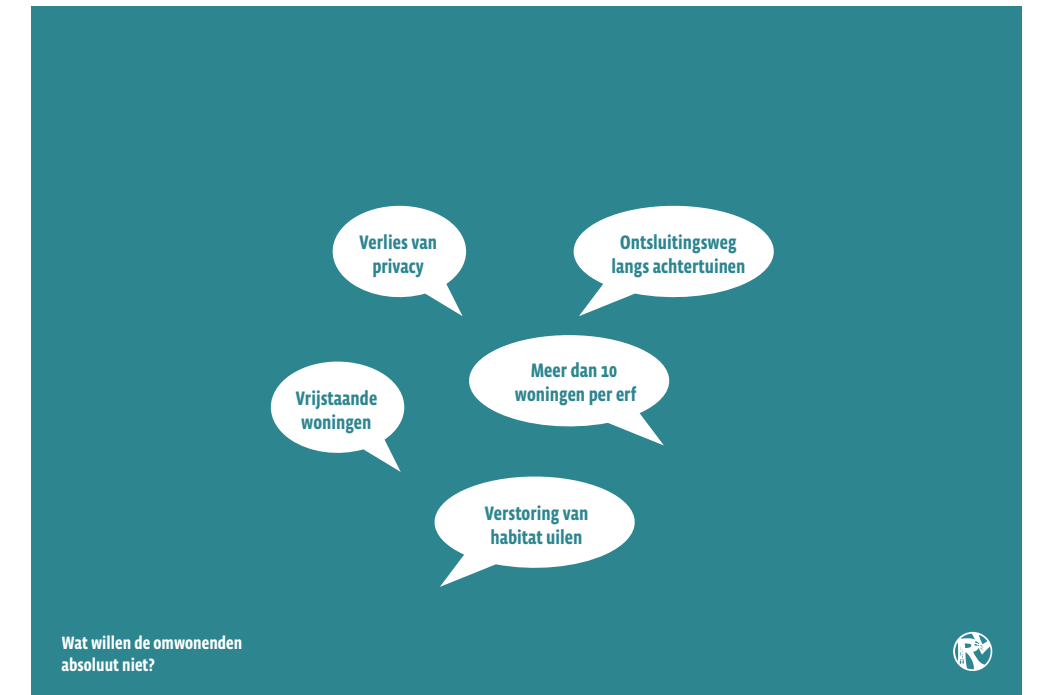 Verlies van
privacy
Ontsluitingsweg
langs achtertuinen
Meer dan 10
woningen per erf
Vrijstaande
woningen
Verstoring van
habitat uilen
Wat willen de omwonenden
absoluut niet?